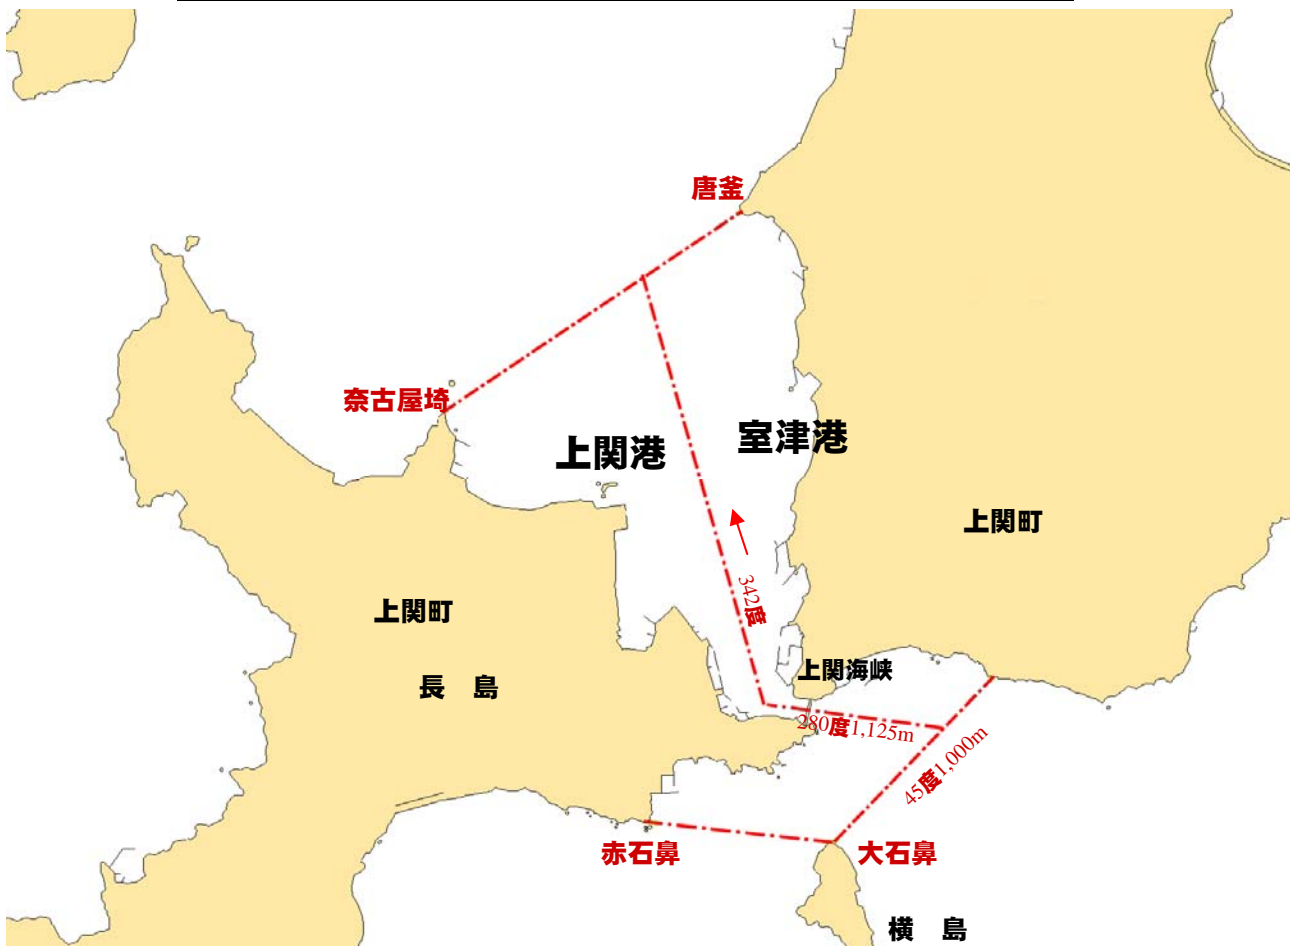 唐釜
奈古屋埼
上関港
室津港
上関町
342度
上関町
上関海峡
長 島
280度1,125m
45度1,000m
赤石鼻
大石鼻
横 島